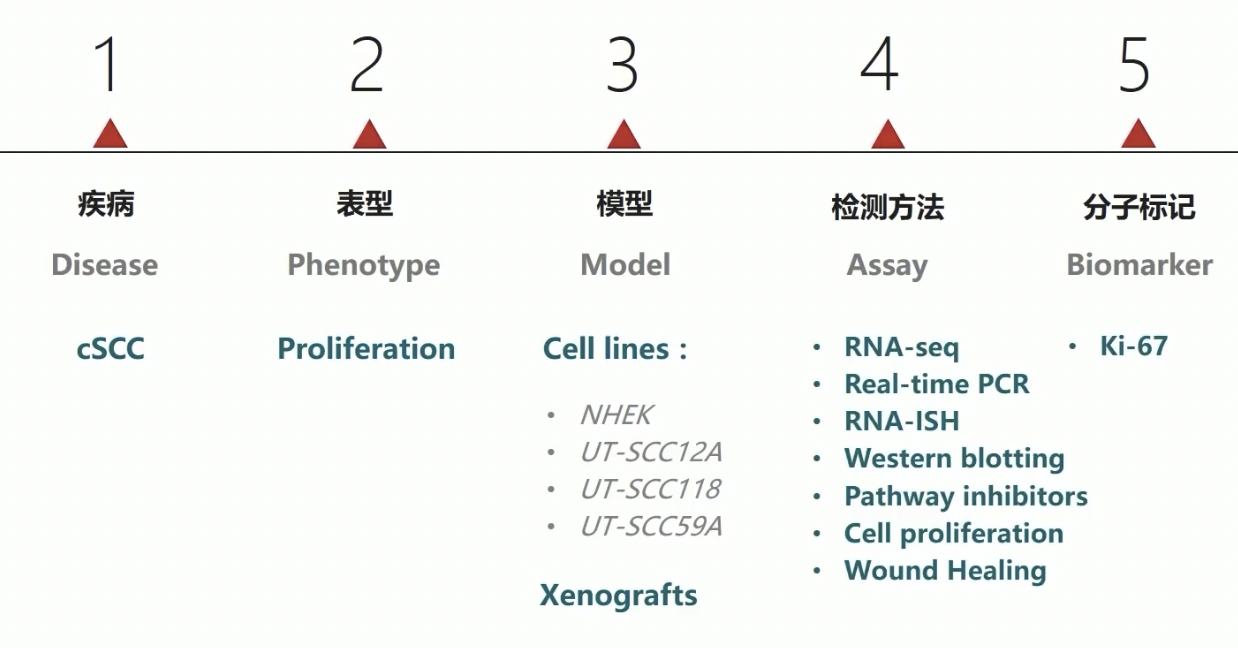 1
2
3
4
5
疾病
表型
模型
检测方法
分子标记
Disease
Phenotype
Model
Assay
Biomarker
cSCC
Proliferation
Cell lines：
• NHEK
• UT-SCC12A
• UT-SCC118
• UT-SCC59A
Xenografts
• RNA-seq
• Real-time PCR
• RNA-ISH
• Western blotting
• Pathway inhibitors
• Cell proliferation
• Wound Healing
• Ki-67